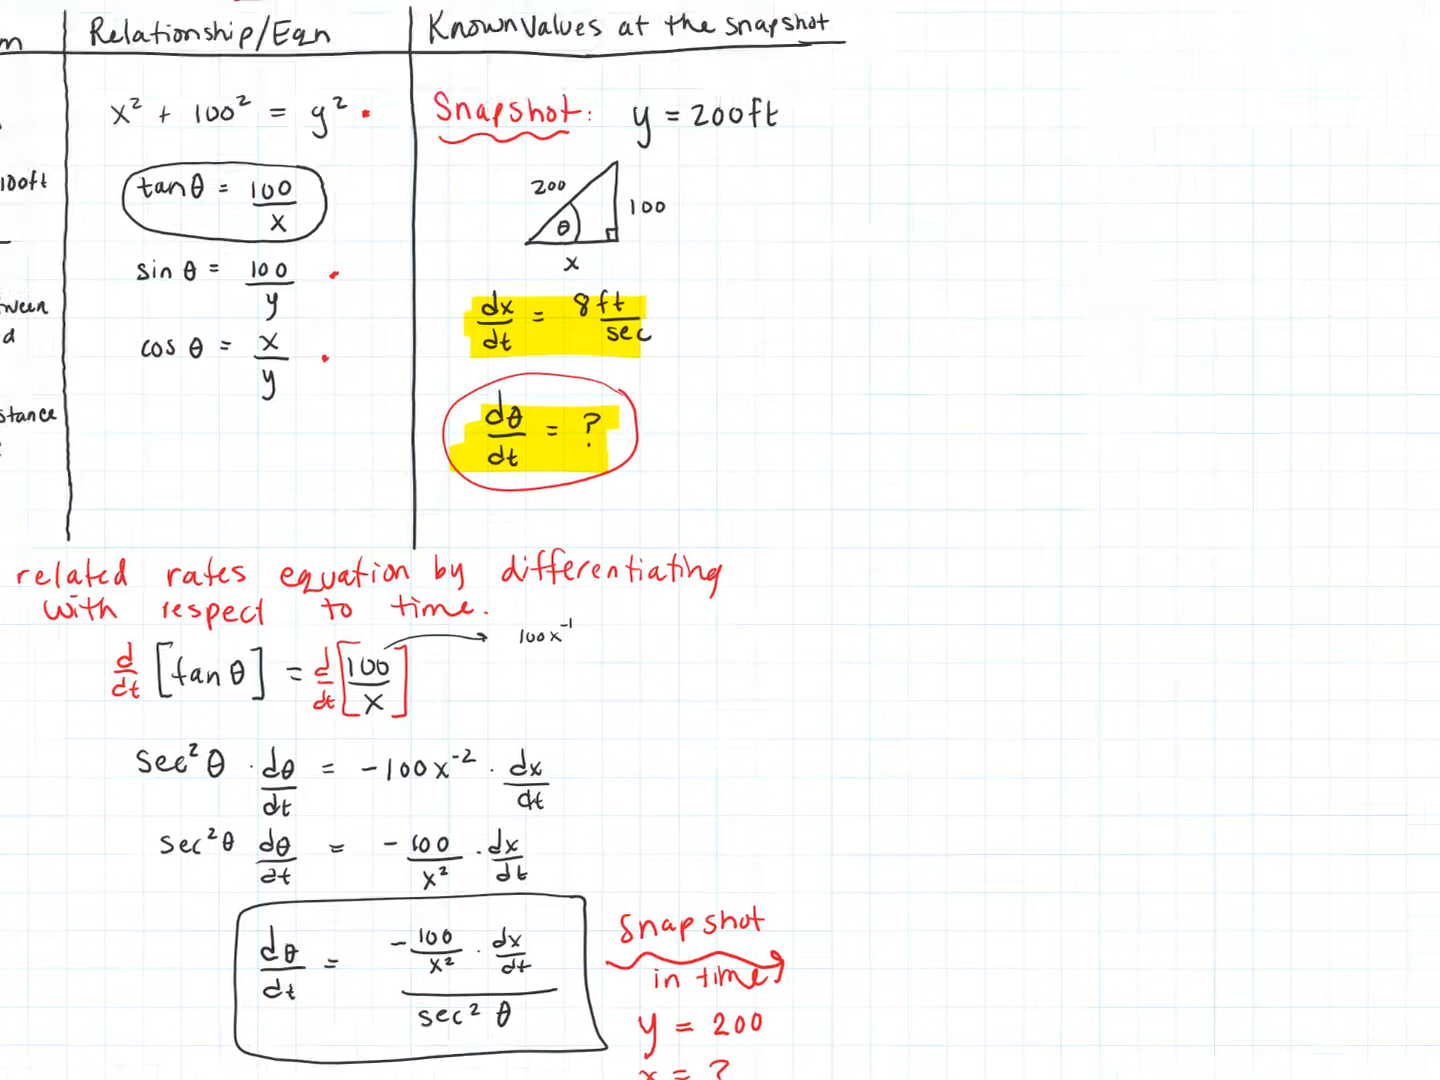 m
Relationship/Eqn
Known Values at the snapshot
x² + 100² = y²
Snapshot: y = 200ft
100ft
tan θ = 100/x
200
100
θ
x
sin θ = 100/y
dx/dt = 8 ft/sec
cos θ = x/y
dθ/dt = ?
related rates equation by differentiating
with respect to time.
d/dt [tan θ] = d/dt [100/x]
100x⁻¹
sec² θ · dθ/dt = -100x⁻² · dx/dt
sec² θ dθ/dt = -100/x² · dx/dt
dθ/dt = (-100/x² · dx/dt)/sec² θ
Snapshot
in time
y = 200
x = ?